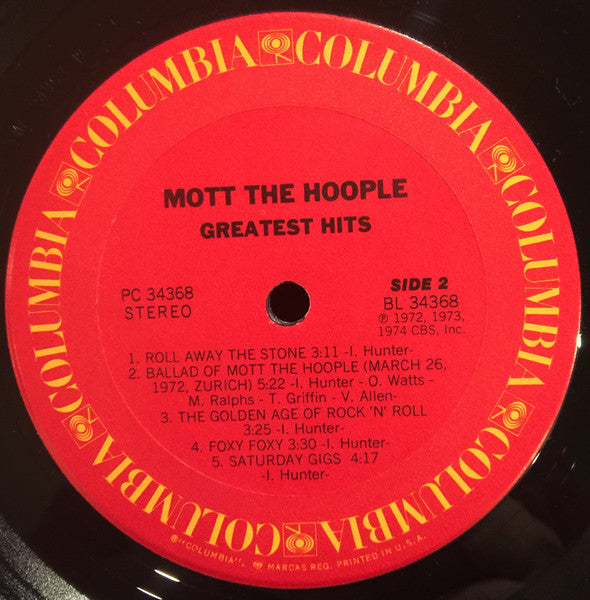 COLUMBIA COLUMBIA COLUMBIA COLUMBIA COLUMBIA COLUMBIA COLUMBIA COLUMBIA
MOTT THE HOOPLE
GREATEST HITS
PC 34368
STEREO
SIDE 2
BL 34368
Ⓟ 1972, 1973,
1974 CBS, Inc.
1. ROLL AWAY THE STONE 3:11 -I. Hunter-
2. BALLAD OF MOTT THE HOOPLE (MARCH 26,
1972, ZURICH) 5:22 -I. Hunter - O. Watts -
M. Ralphs - T. Griffin - V. Allen-
3. THE GOLDEN AGE OF ROCK 'N' ROLL
3:25 -I. Hunter-
4. FOXY FOXY 3:30 -I. Hunter-
5. SATURDAY GIGS 4:17
-I. Hunter-
®"COLUMBIA", MARCAS REG. PRINTED IN U.S.A.